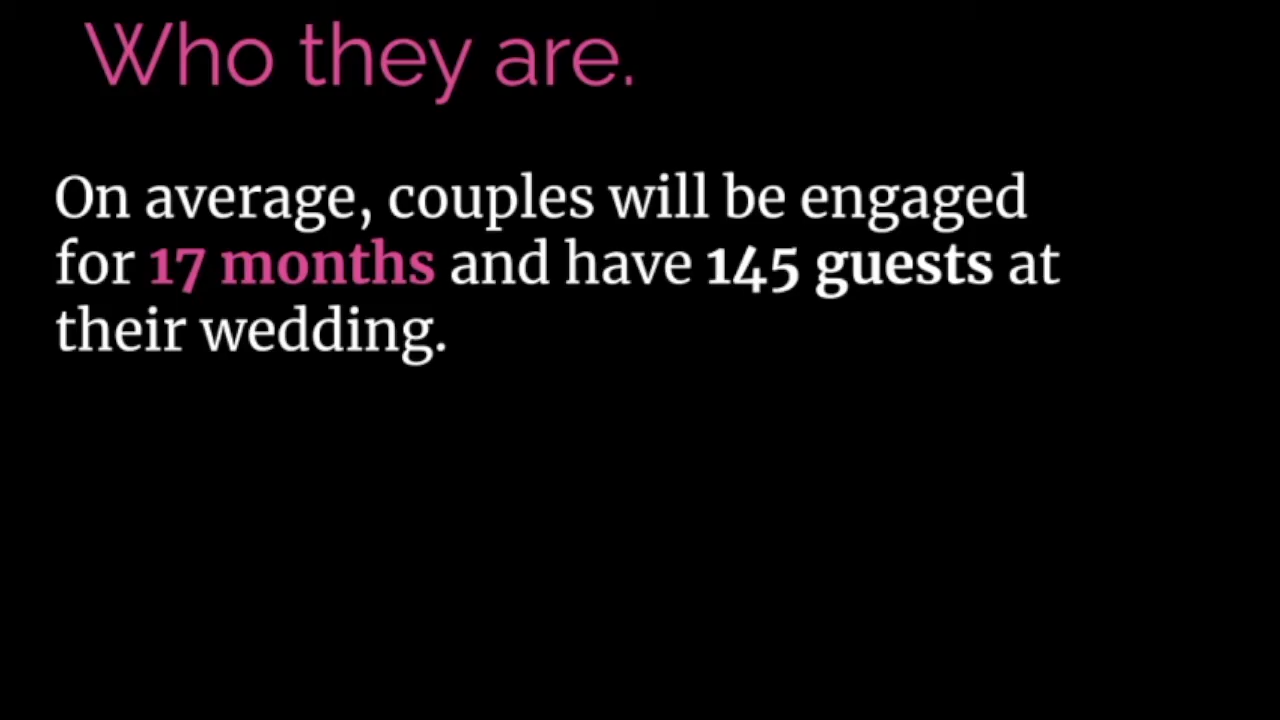 Who they are.
On average, couples will be engaged
for 17 months and have 145 guests at
their wedding.